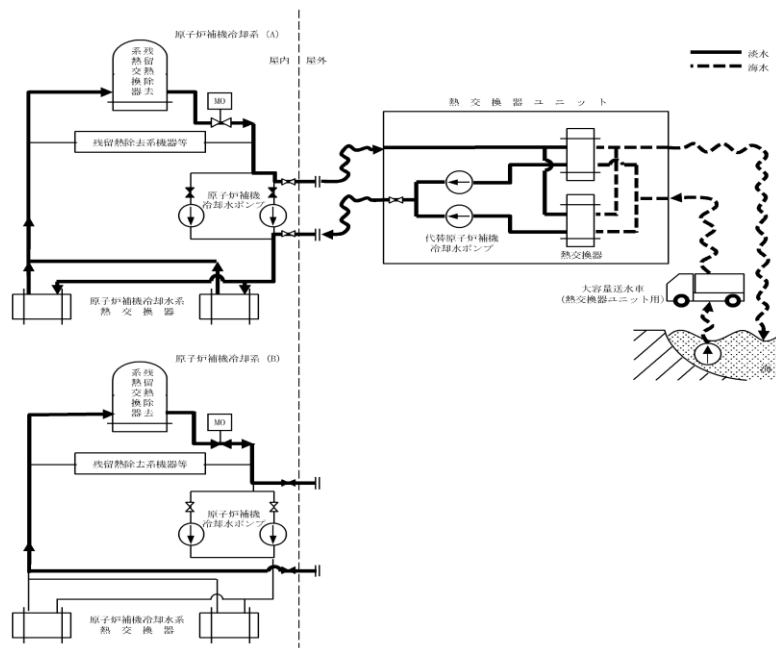 原子炉補機冷却系 (A)
屋内 屋外
残留熱除去
系熱交換器
MO
残留熱除去系機器等
原子炉補機
冷却水ポンプ
原子炉補機冷却水系
熱交換器
熱交換器ユニット
代替原子炉補機
冷却水ポンプ
熱交換器
淡水
海水
大容量送水車
(熱交換器ユニット用)
海
原子炉補機冷却系 (B)
残留熱除去
系熱交換器
MO
残留熱除去系機器等
原子炉補機
冷却水ポンプ
原子炉補機冷却水系
熱交換器